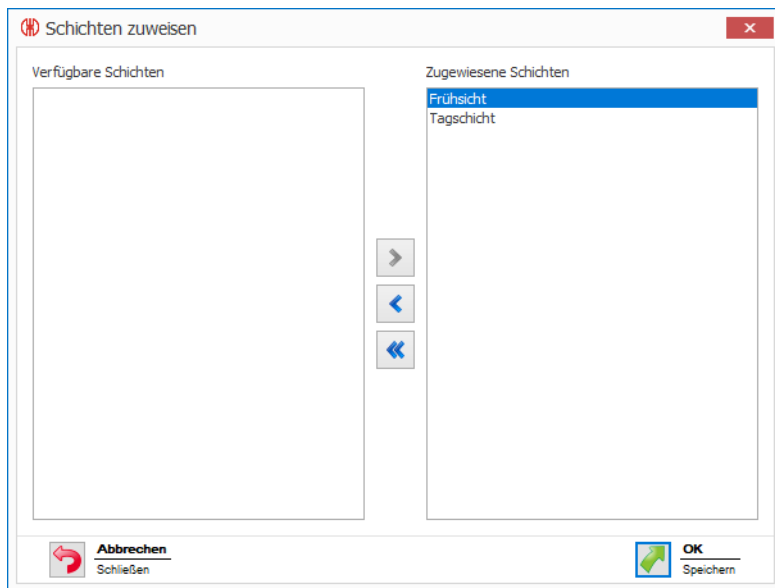 Schichten zuweisen
Verfügbare Schichten
Zugewiesene Schichten
Frühsicht
Tagschicht
Abbrechen
Schließen
OK
Speichern